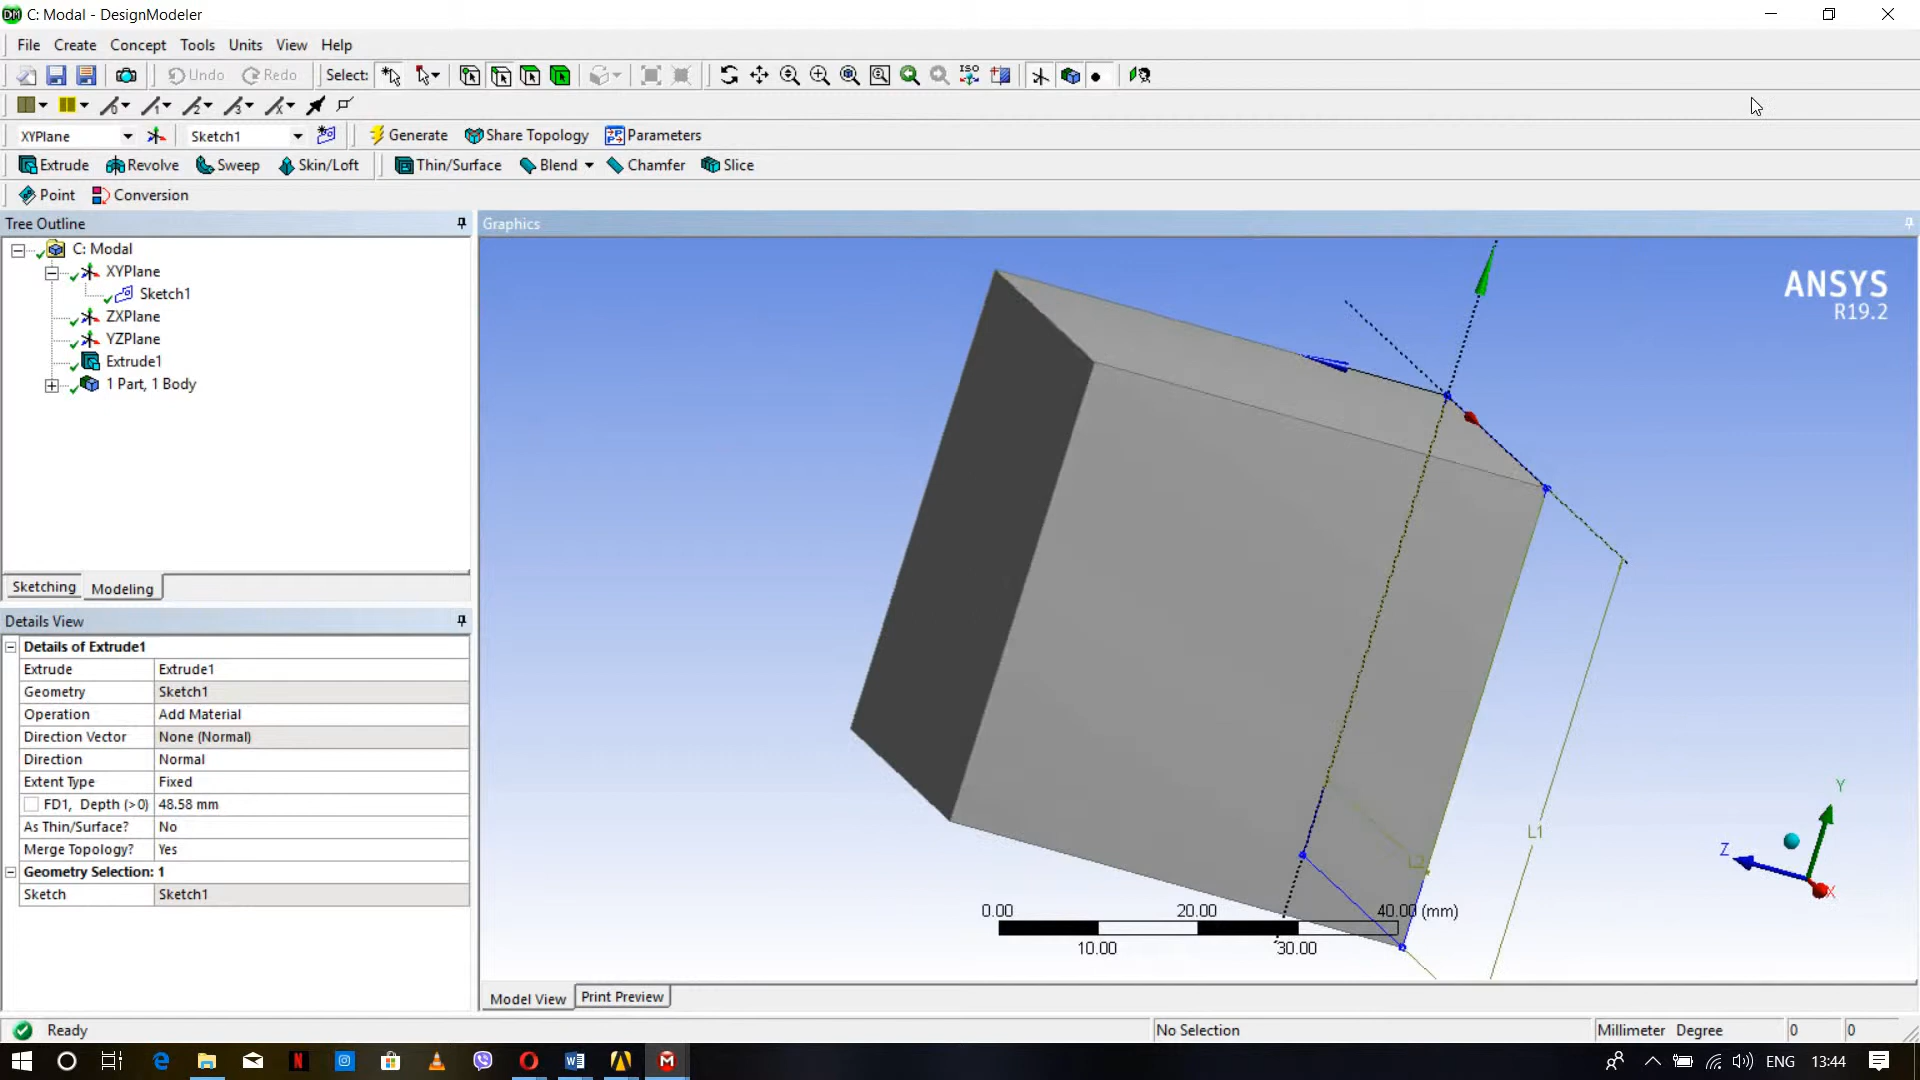 C: Modal - DesignModeler
File Create Concept Tools Units View Help
Undo Redo Select: ISO
XYPlane Sketch1 Generate Share Topology Parameters
Extrude Revolve Sweep Skin/Loft Thin/Surface Blend Chamfer Slice
Point Conversion
Tree Outline
Graphics
C: Modal
XYPlane
Sketch1
ZXPlane
YZPlane
Extrude1
1 Part, 1 Body
Sketching Modeling
Details View
Details of Extrude1
Extrude Extrude1
Geometry Sketch1
Operation Add Material
Direction Vector None (Normal)
Direction Normal
Extent Type Fixed
FD1, Depth (>0) 48.58 mm
As Thin/Surface? No
Merge Topology? Yes
Geometry Selection: 1
Sketch Sketch1
ANSYS
R19.2
L1
L2
Y
Z
X
0.00 20.00 40.00 (mm)
10.00 30.00
Model View Print Preview
Ready No Selection Millimeter Degree 0 0
ENG 13:44